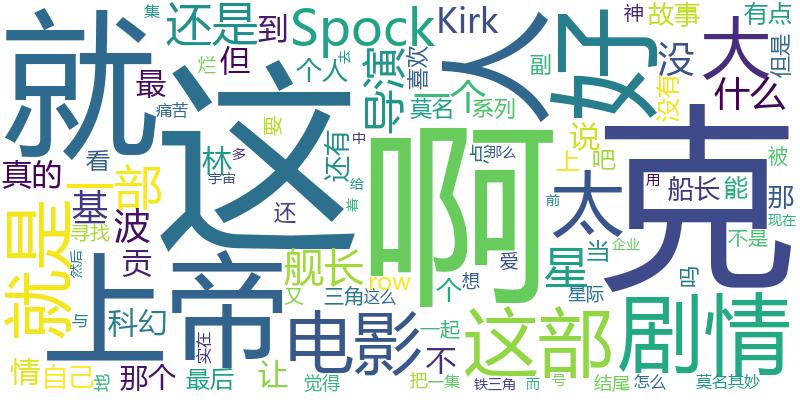 就
这
啊
克
人
好
大
上帝
剧情
这部
电影
就是
一部
Spock
Kirk
还是
到
但
最
个人
痛苦
集
科
烂
去
要
看
真的
林
多
宇宙
基
波
寻找
贡
然后
与
科幻
实在
情
自己
地
那个
最后
让
觉得
又
三角
这么
舰长
row
还
还有
中
给
着
导演
喜欢
一个
莫名
系列
副
神
故事
有点
没
没有
但是
什么
说
上
吧
被
太
船长
用
能
那
现在
前
不是
当
企业
吗
星
星际
爱
想
个
不
一起
把
一集
铁三角
而
号
结尾
怎么
莫名其妙
那么